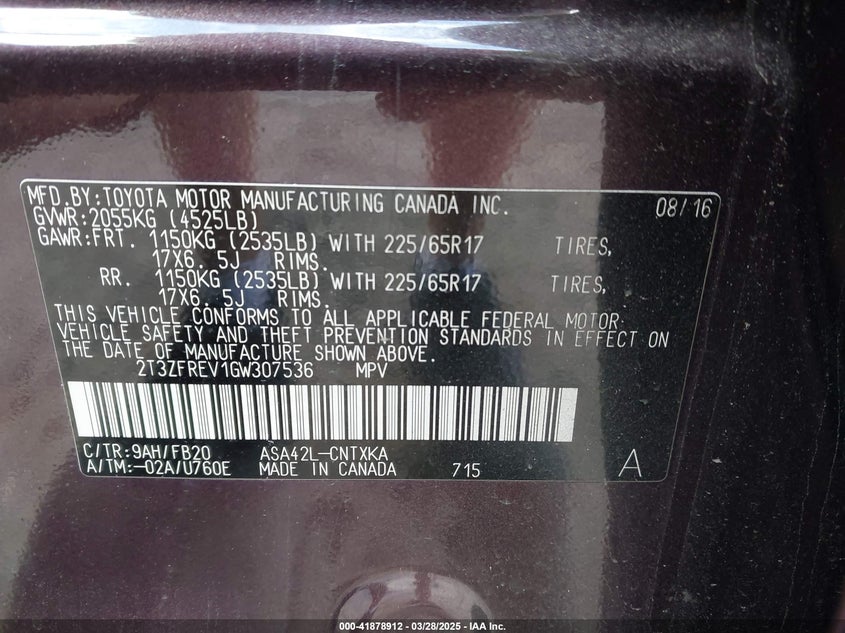 MFD.BY:TOYOTA MOTOR MANUFACTURING CANADA INC. 08/16
GVWR:2055KG (4525LB)
GAWR:FRT. 1150KG (2535LB) WITH 225/65R17 TIRES,
17X6. 5J RIMS.
RR. 1150KG (2535LB) WITH 225/65R17 TIRES,
17X6. 5J RIMS.
THIS VEHICLE CONFORMS TO ALL APPLICABLE FEDERAL MOTOR
VEHICLE SAFETY AND THEFT PREVENTION STANDARDS IN EFFECT ON
THE DATE OF MANUFACTURE SHOWN ABOVE.
2T3ZFREV1GW307536 MPV
C/TR:9AH/FB20 ASA42L-CNTXKA
A/TM:-02A/U760E MADE IN CANADA 715 A
000-41878912 - 03/28/2025 - IAA Inc.